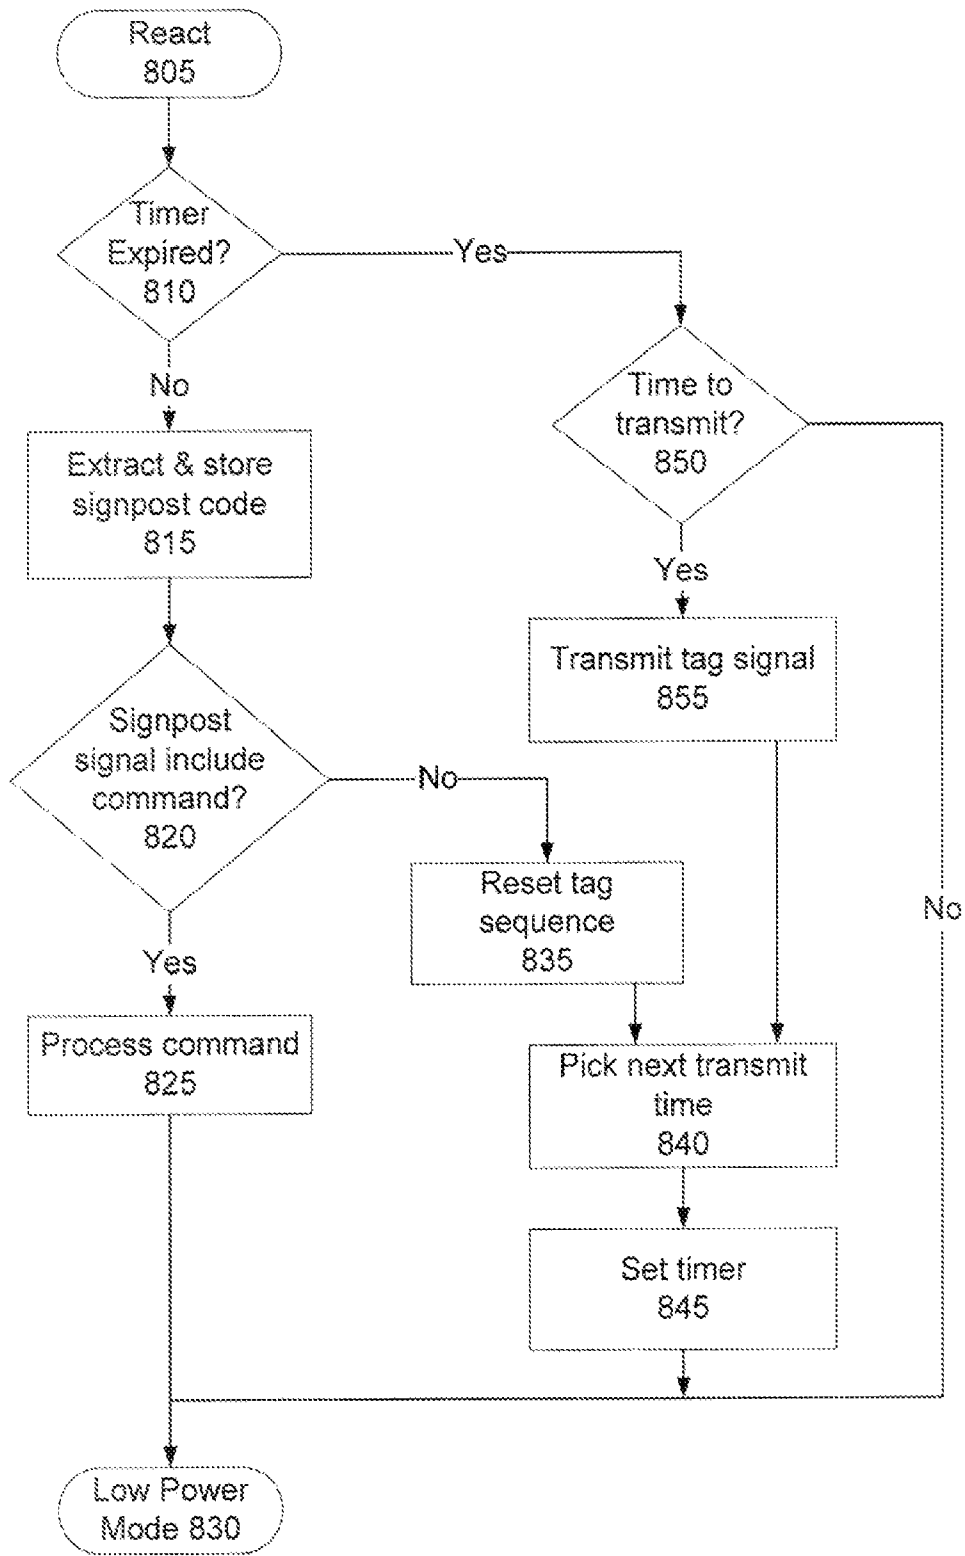 React
805
Timer
Expired?
810
Yes
No
Time to
transmit?
850
Extract & store
signpost code
815
Yes
Transmit tag signal
855
Signpost
signal include
command?
820
No
Reset tag
sequence
835
No
Yes
Process command
825
Pick next transmit
time
840
Set timer
845
Low Power
Mode 830